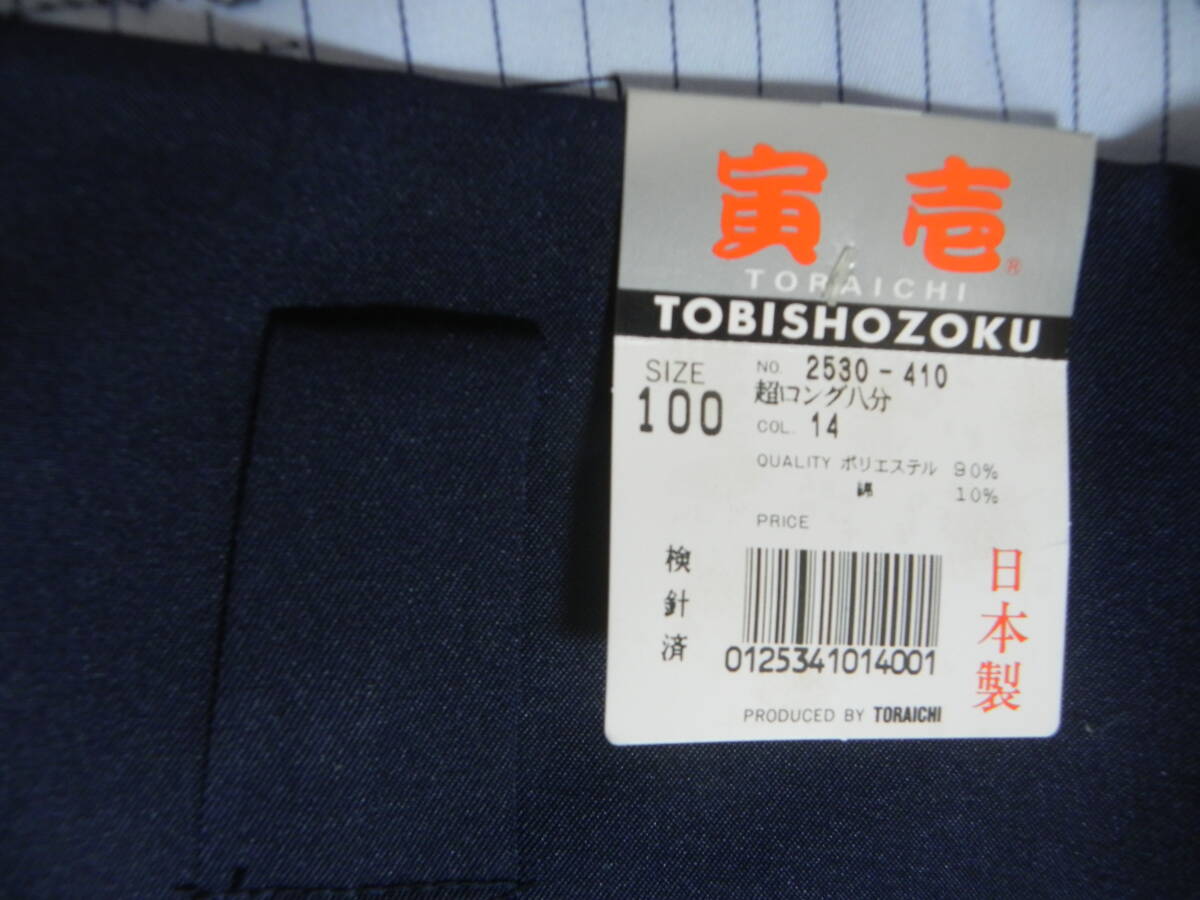 寅壱®
TORAICHI
TOBISHOZOKU
SIZE
100
NO. 2530-410
超ロング八分
COL. 14
QUALITY ポリエステル 90%
綿 10%
PRICE
検針済
0125341014001
日本製
PRODUCED BY TORAICHI